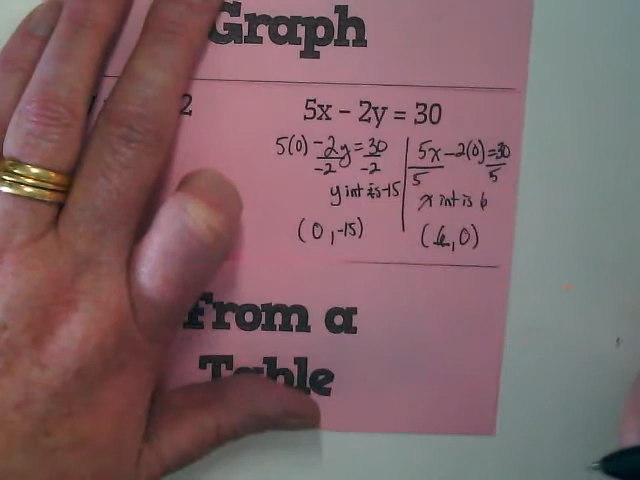 Graph
2
5x – 2y = 30
5(0) -2y = 30
-2 -2
y int is -15
(0, -15)
5x - 2(0) = 30
5 5
x int is 6
(6, 0)
From a
Table